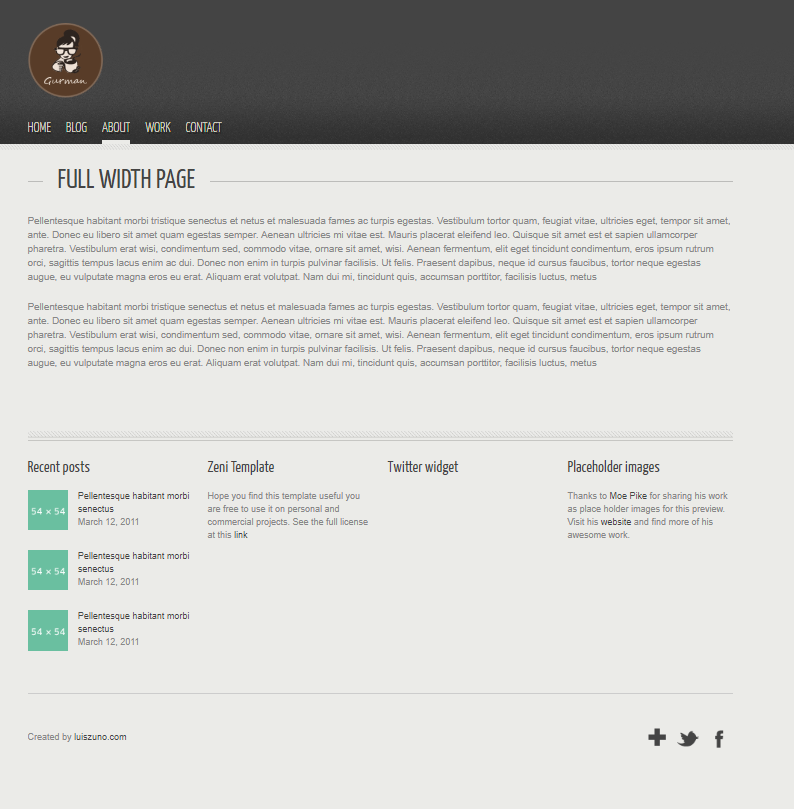 Gurman
HOME BLOG ABOUT WORK CONTACT
FULL WIDTH PAGE
Pellentesque habitant morbi tristique senectus et netus et malesuada fames ac turpis egestas. Vestibulum tortor quam, feugiat vitae, ultricies eget, tempor sit amet,
ante. Donec eu libero sit amet quam egestas semper. Aenean ultricies mi vitae est. Mauris placerat eleifend leo. Quisque sit amet est et sapien ullamcorper
pharetra. Vestibulum erat wisi, condimentum sed, commodo vitae, ornare sit amet, wisi. Aenean fermentum, elit eget tincidunt condimentum, eros ipsum rutrum
orci, sagittis tempus lacus enim ac dui. Donec non enim in turpis pulvinar facilisis. Ut felis. Praesent dapibus, neque id cursus faucibus, tortor neque egestas
augue, eu vulputate magna eros eu erat. Aliquam erat volutpat. Nam dui mi, tincidunt quis, accumsan porttitor, facilisis luctus, metus
Pellentesque habitant morbi tristique senectus et netus et malesuada fames ac turpis egestas. Vestibulum tortor quam, feugiat vitae, ultricies eget, tempor sit amet,
ante. Donec eu libero sit amet quam egestas semper. Aenean ultricies mi vitae est. Mauris placerat eleifend leo. Quisque sit amet est et sapien ullamcorper
pharetra. Vestibulum erat wisi, condimentum sed, commodo vitae, ornare sit amet, wisi. Aenean fermentum, elit eget tincidunt condimentum, eros ipsum rutrum
orci, sagittis tempus lacus enim ac dui. Donec non enim in turpis pulvinar facilisis. Ut felis. Praesent dapibus, neque id cursus faucibus, tortor neque egestas
augue, eu vulputate magna eros eu erat. Aliquam erat volutpat. Nam dui mi, tincidunt quis, accumsan porttitor, facilisis luctus, metus
Recent posts
54 × 54
Pellentesque habitant morbi
senectus
March 12, 2011
54 × 54
Pellentesque habitant morbi
senectus
March 12, 2011
54 × 54
Pellentesque habitant morbi
senectus
March 12, 2011
Zeni Template
Hope you find this template useful you
are free to use it on personal and
commercial projects. See the full license
at this link
Twitter widget
Placeholder images
Thanks to Moe Pike for sharing his work
as place holder images for this preview.
Visit his website and find more of his
awesome work.
Created by luiszuno.com